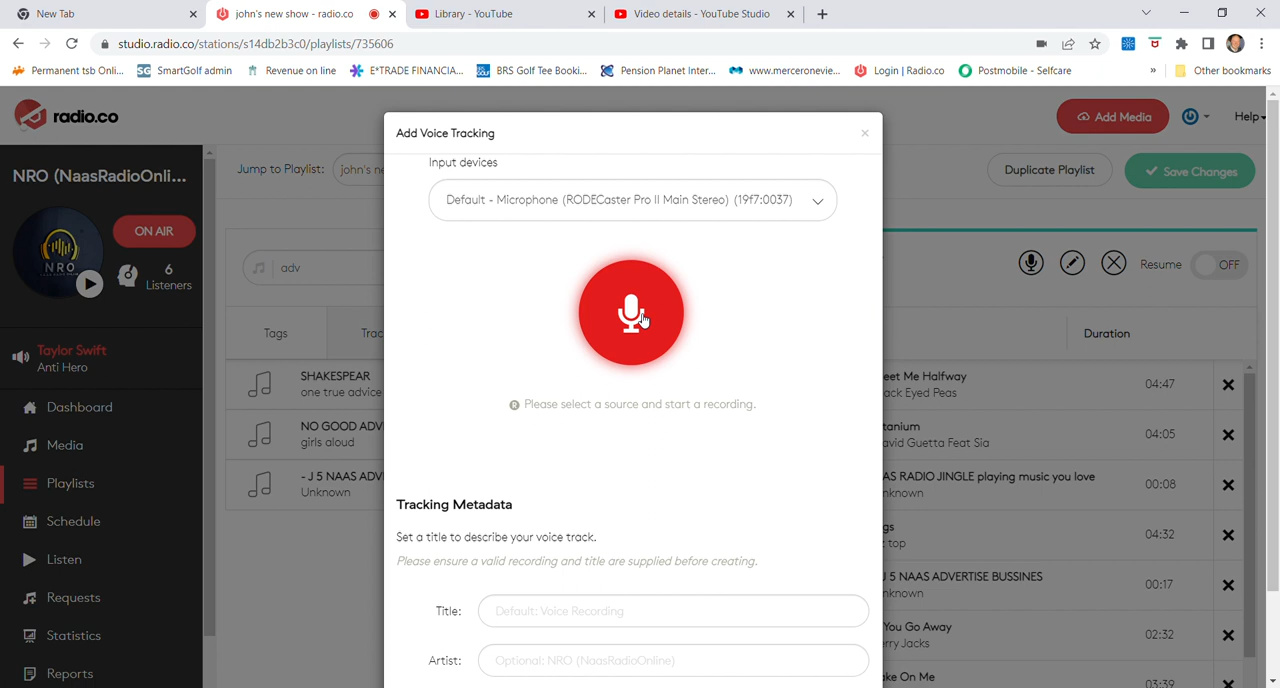 New Tab
john's new show - radio.co
Library - YouTube
Video details - YouTube Studio
studio.radio.co/stations/s14db2b3c0/playlists/735606
Permanent tsb Onli...
SG SmartGolf admin
Revenue on line
E*TRADE FINANCIA...
BRS Golf Tee Booki...
Pension Planet Inter...
www.merceronevie...
Login | Radio.co
Postmobile - Selfcare
»
Other bookmarks
radio.co
Add Media
Help
NRO (NaasRadioOnli...
NRO
ON AIR
6
Listeners
Taylor Swift
Anti Hero
Dashboard
Media
Playlists
Schedule
Listen
Requests
Statistics
Reports
Jump to Playlist:
john's ne
Duplicate Playlist
Save Changes
adv
Resume
OFF
Tags
Trac
Duration
SHAKESPEAR
one true advice
NO GOOD ADV
girls aloud
- J 5 NAAS ADV
Unknown
Add Voice Tracking
Input devices
Default - Microphone (RODECaster Pro II Main Stereo) (19f7:0037)
Please select a source and start a recording.
Tracking Metadata
Set a title to describe your voice track.
Please ensure a valid recording and title are supplied before creating.
Title:
Default: Voice Recording
Artist:
Optional: NRO (NaasRadioOnline)
eet Me Halfway
ack Eyed Peas
04:47
tanium
avid Guetta Feat Sia
04:05
AS RADIO JINGLE playing music you love
nknown
00:08
gs
z top
04:32
J 5 NAAS ADVERTISE BUSSINES
nknown
00:17
You Go Away
erry Jacks
02:32
ke On Me
03:39